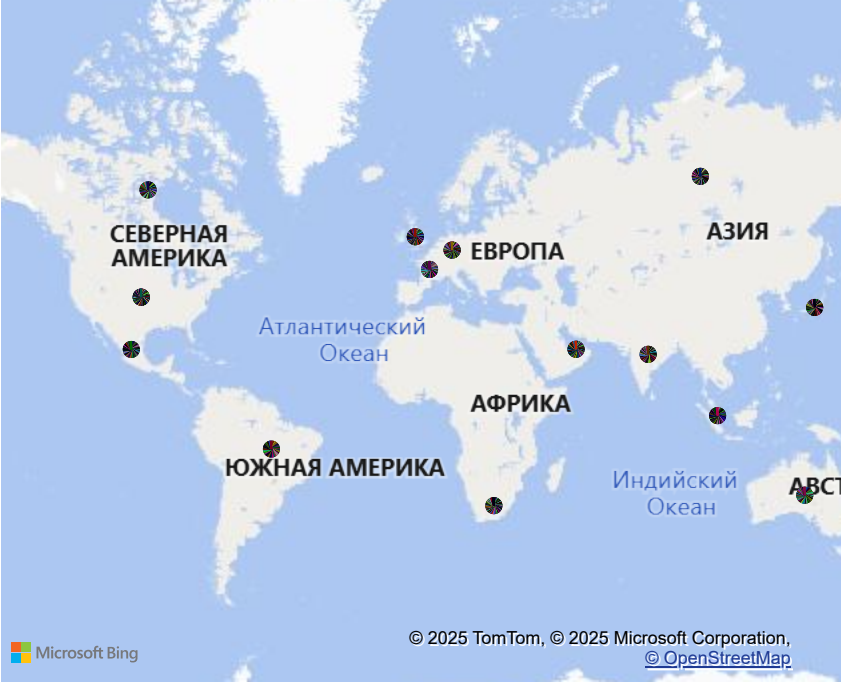 СЕВЕРНАЯ
АМЕРИКА
АЗИЯ
ЕВРОПА
Атлантический
Океан
АФРИКА
ЮЖНАЯ АМЕРИКА
Индийский
Океан
АВСТ
© 2025 TomTom, © 2025 Microsoft Corporation,
© OpenStreetMap
Microsoft Bing